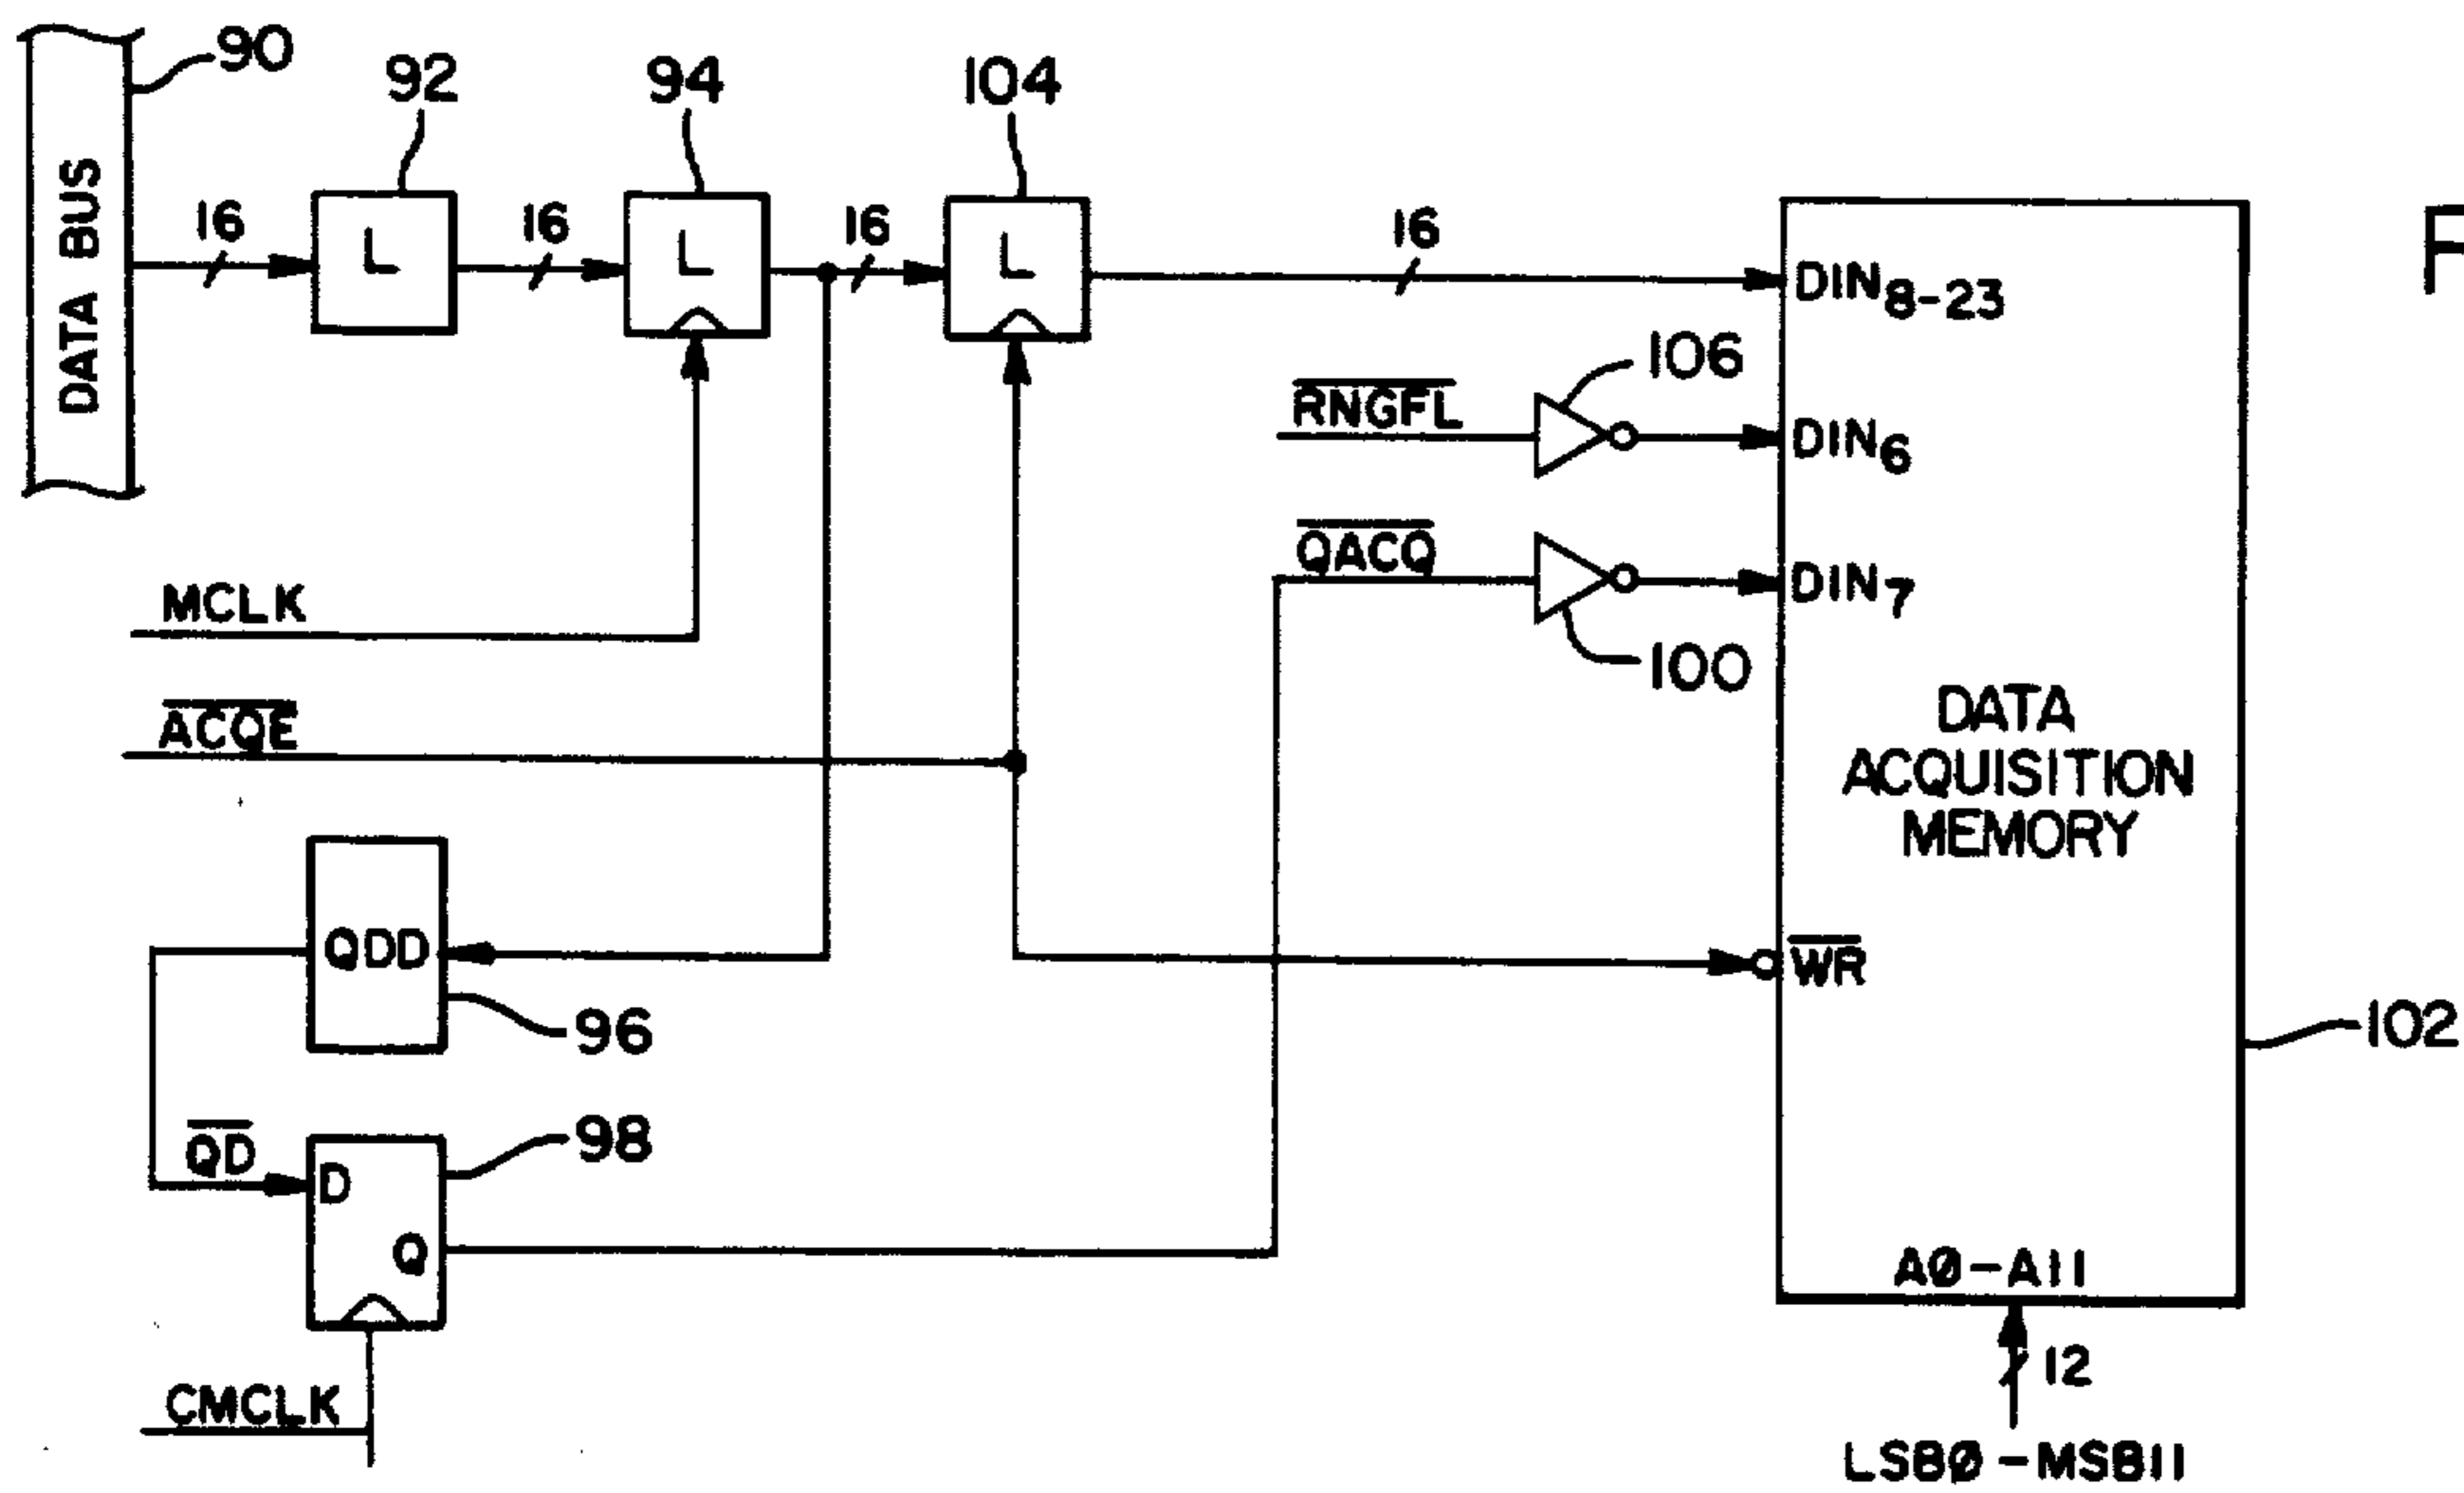 90
92
94
104
DATA BUS
16
16
16
16
L
L
L
DIN8-23
106
RNGFL
DIN6
QACQ
DIN7
100
MCLK
ACQE
DATA
ACQUISITION
MEMORY
QDD
WR
96
102
QD
98
D
Q
A0-A11
12
CMCLK
LSB0-MSB11